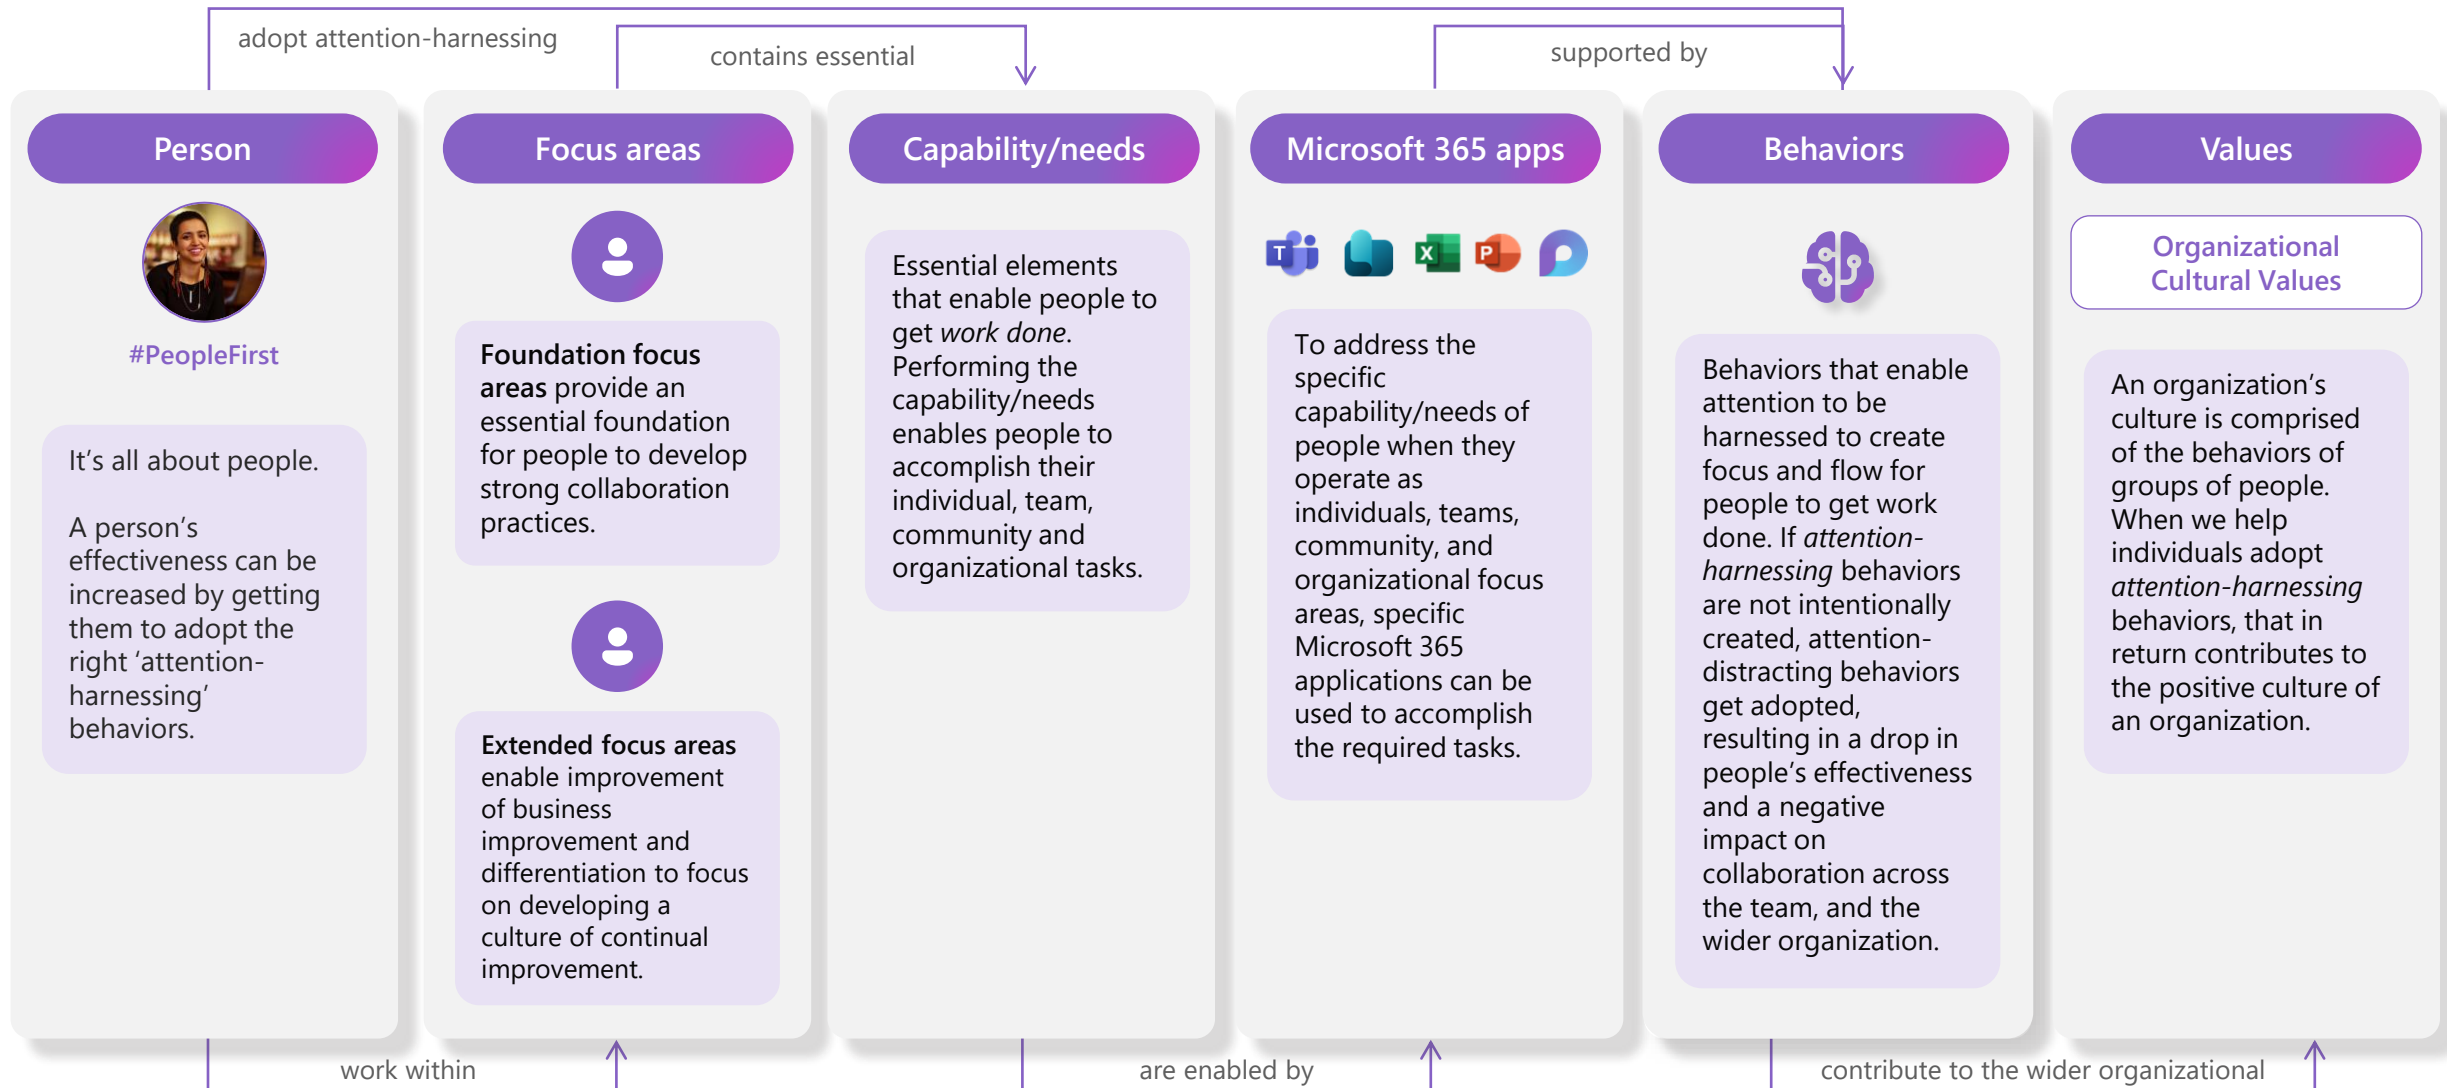 adopt attention-harnessing
contains essential
supported by
Person
#PeopleFirst
It's all about people.
A person's
effectiveness can be
increased by getting
them to adopt the
right ‘attention-
harnessing’
behaviors.
Focus areas
Foundation focus
areas provide an
essential foundation
for people to develop
strong collaboration
practices.
Extended focus areas
enable improvement
of business
improvement and
differentiation to focus
on developing a
culture of continual
improvement.
Capability/needs
Essential elements
that enable people to
get work done.
Performing the
capability/needs
enables people to
accomplish their
individual, team,
community and
organizational tasks.
Microsoft 365 apps
T
X
P
To address the
specific
capability/needs of
people when they
operate as
individuals, teams,
community, and
organizational focus
areas, specific
Microsoft 365
applications can be
used to accomplish
the required tasks.
Behaviors
Behaviors that enable
attention to be
harnessed to create
focus and flow for
people to get work
done. If attention-
harnessing behaviors
are not intentionally
created, attention-
distracting behaviors
get adopted,
resulting in a drop in
people's effectiveness
and a negative
impact on
collaboration across
the team, and the
wider organization.
Values
Organizational
Cultural Values
An organization's
culture is comprised
of the behaviors of
groups of people.
When we help
individuals adopt
attention-harnessing
behaviors, that in
return contributes to
the positive culture of
an organization.
work within
are enabled by
contribute to the wider organizational